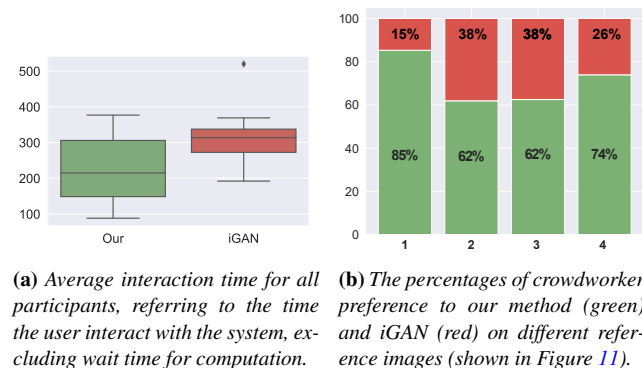 500
400
300
200
100
Our
iGAN
100
80
60
40
20
0
15%
38%
38%
26%
85%
62%
62%
74%
1
2
3
4
(a) Average interaction time for all
participants, referring to the time
the user interact with the system, ex-
cluding wait time for computation.
(b) The percentages of crowdworker
preference to our method (green)
and iGAN (red) on different refer-
ence images (shown in Figure 11).